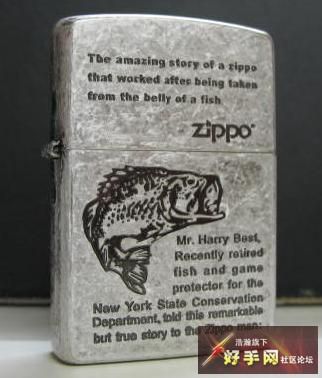 The amazing story of a zippo
that worked after being taken
from the belly of a fish
zippo
Mr. Harry Best,
Recently retired
fish and game
pretector for the
New York State Conservation
Department, told this remarkable
but true story to the Zippo man:
浩瀚旗下
好手网社区论坛